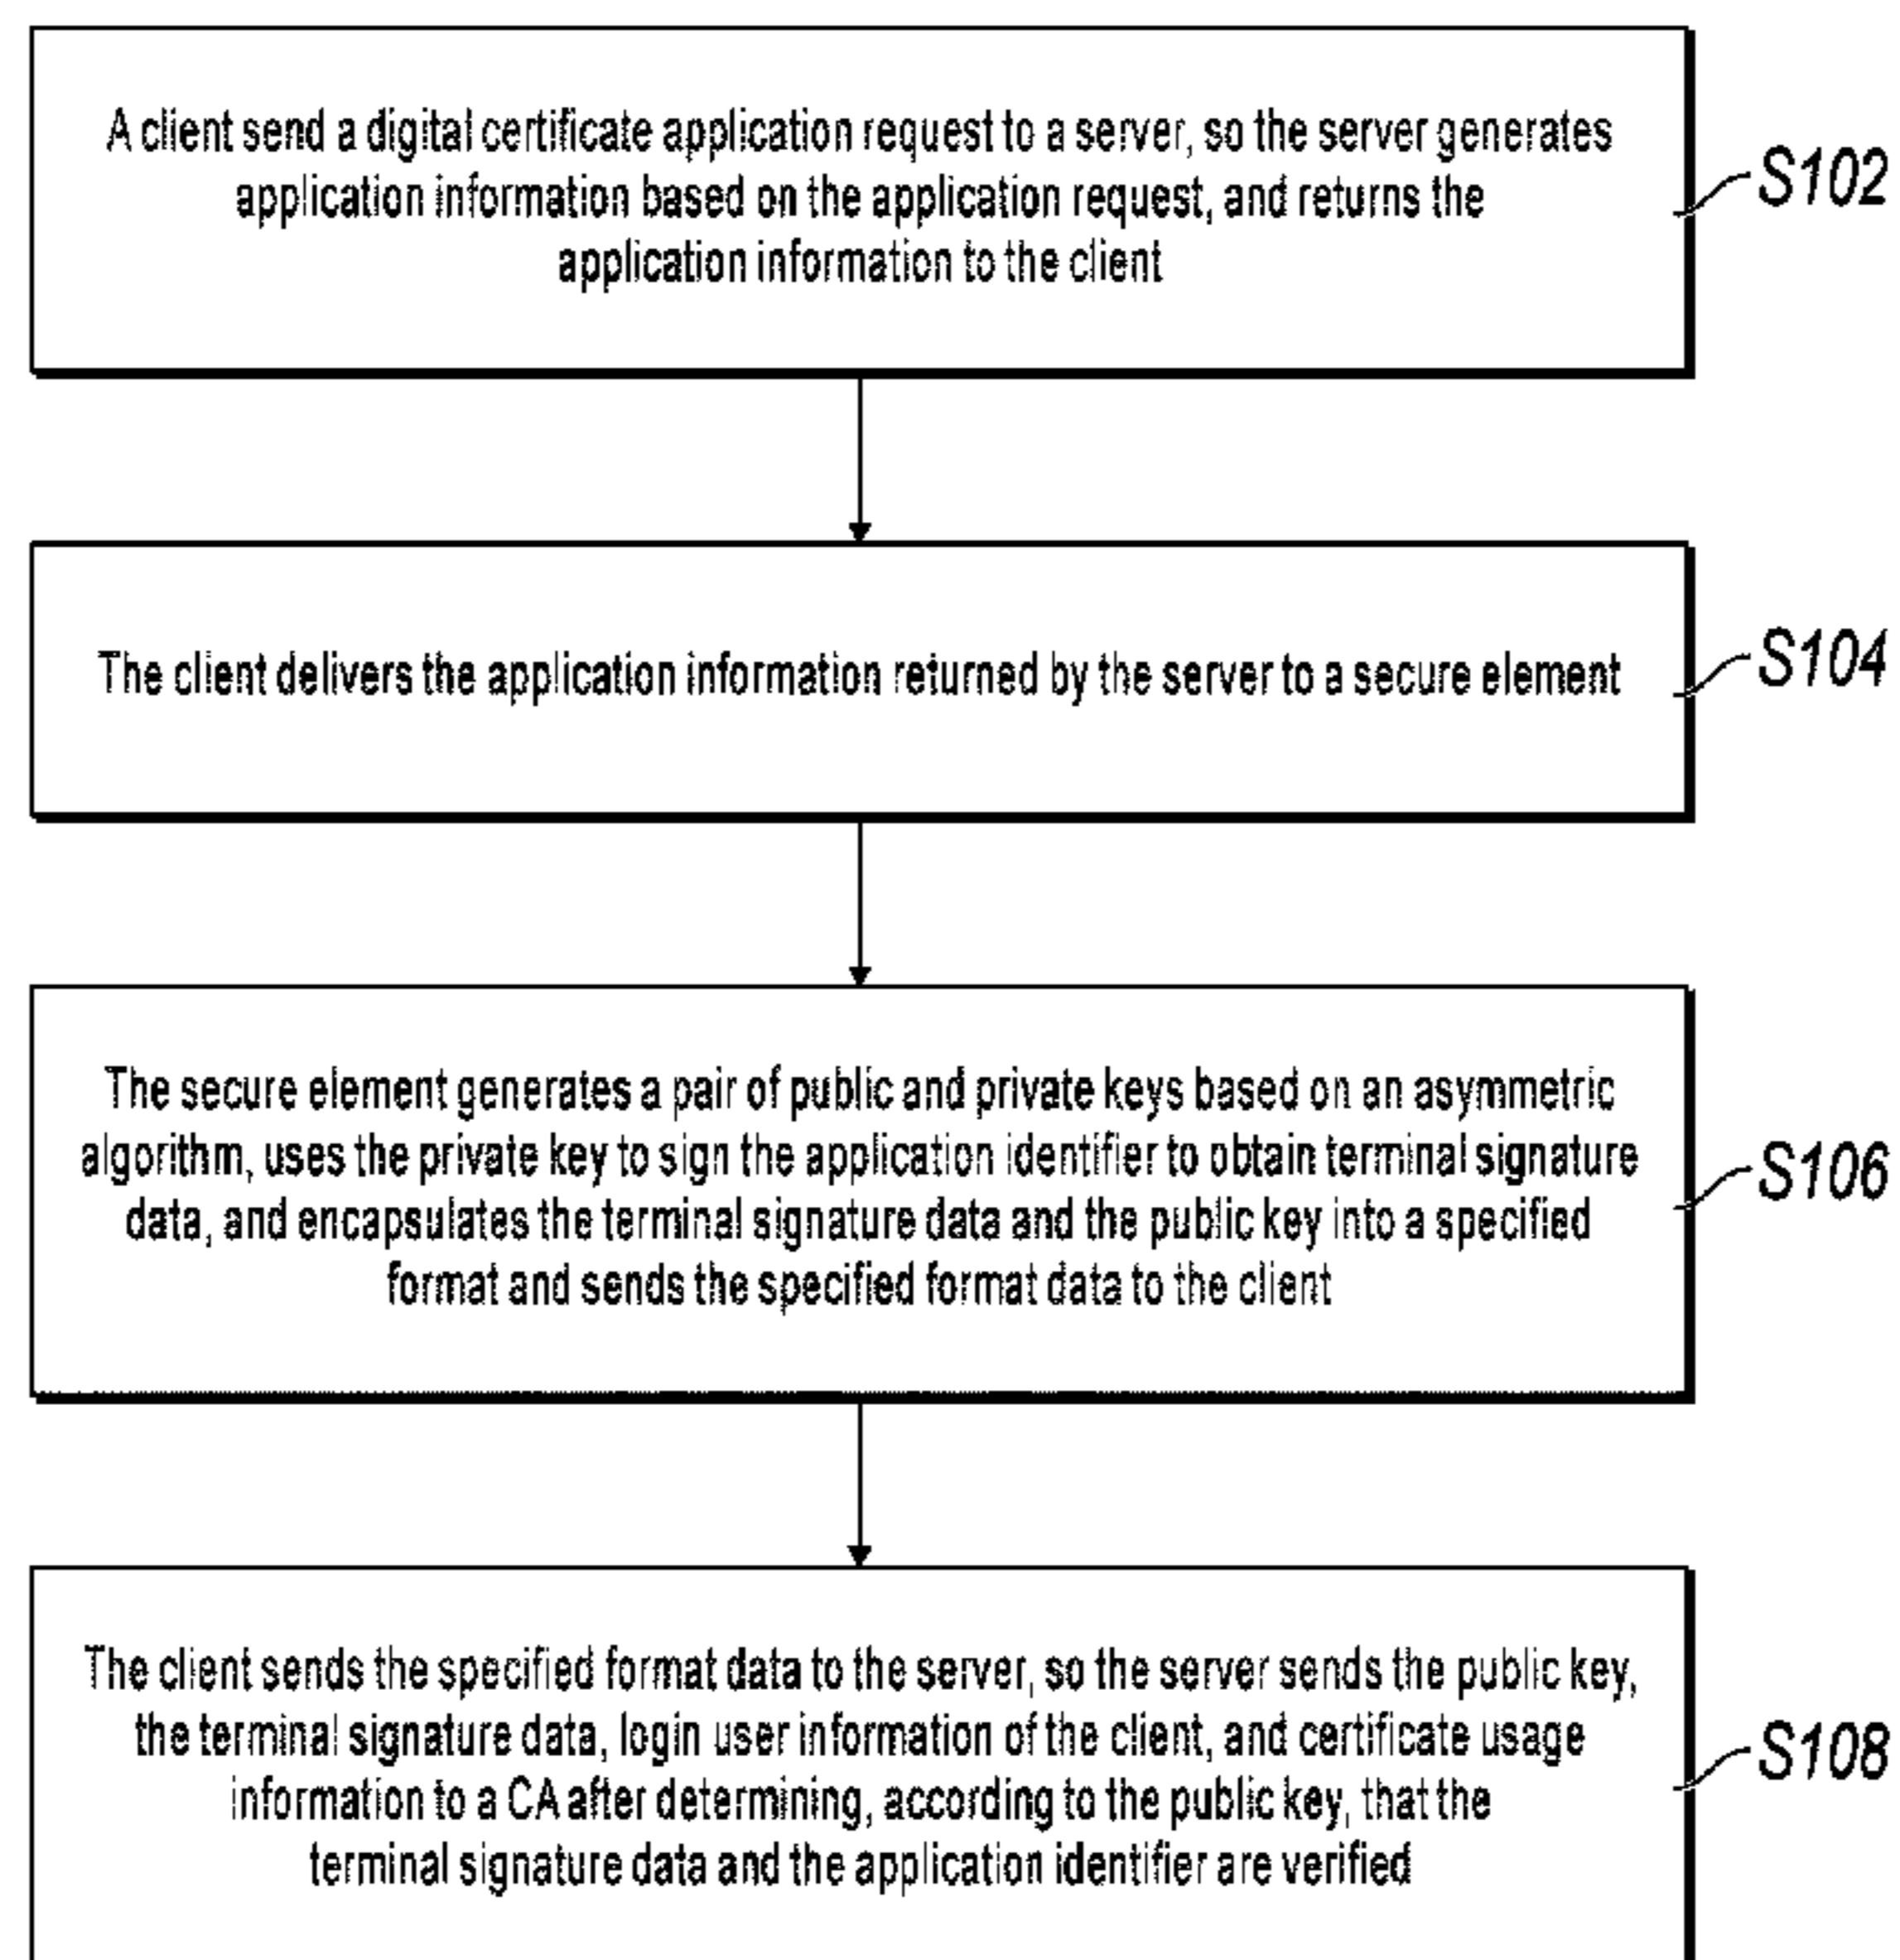 A client send a digital certificate application request to a server, so the server generates
application information based on the application request, and returns the
application information to the client
S102
The client delivers the application information returned by the server to a secure element
S104
The secure element generates a pair of public and private keys based on an asymmetric
algorithm, uses the private key to sign the application identifier to obtain terminal signature
data, and encapsulates the terminal signature data and the public key into a specified
format and sends the specified format data to the client
S106
The client sends the specified format data to the server, so the server sends the public key,
the terminal signature data, login user information of the client, and certificate usage
information to a CA after determining, according to the public key, that the
terminal signature data and the application identifier are verified
S108